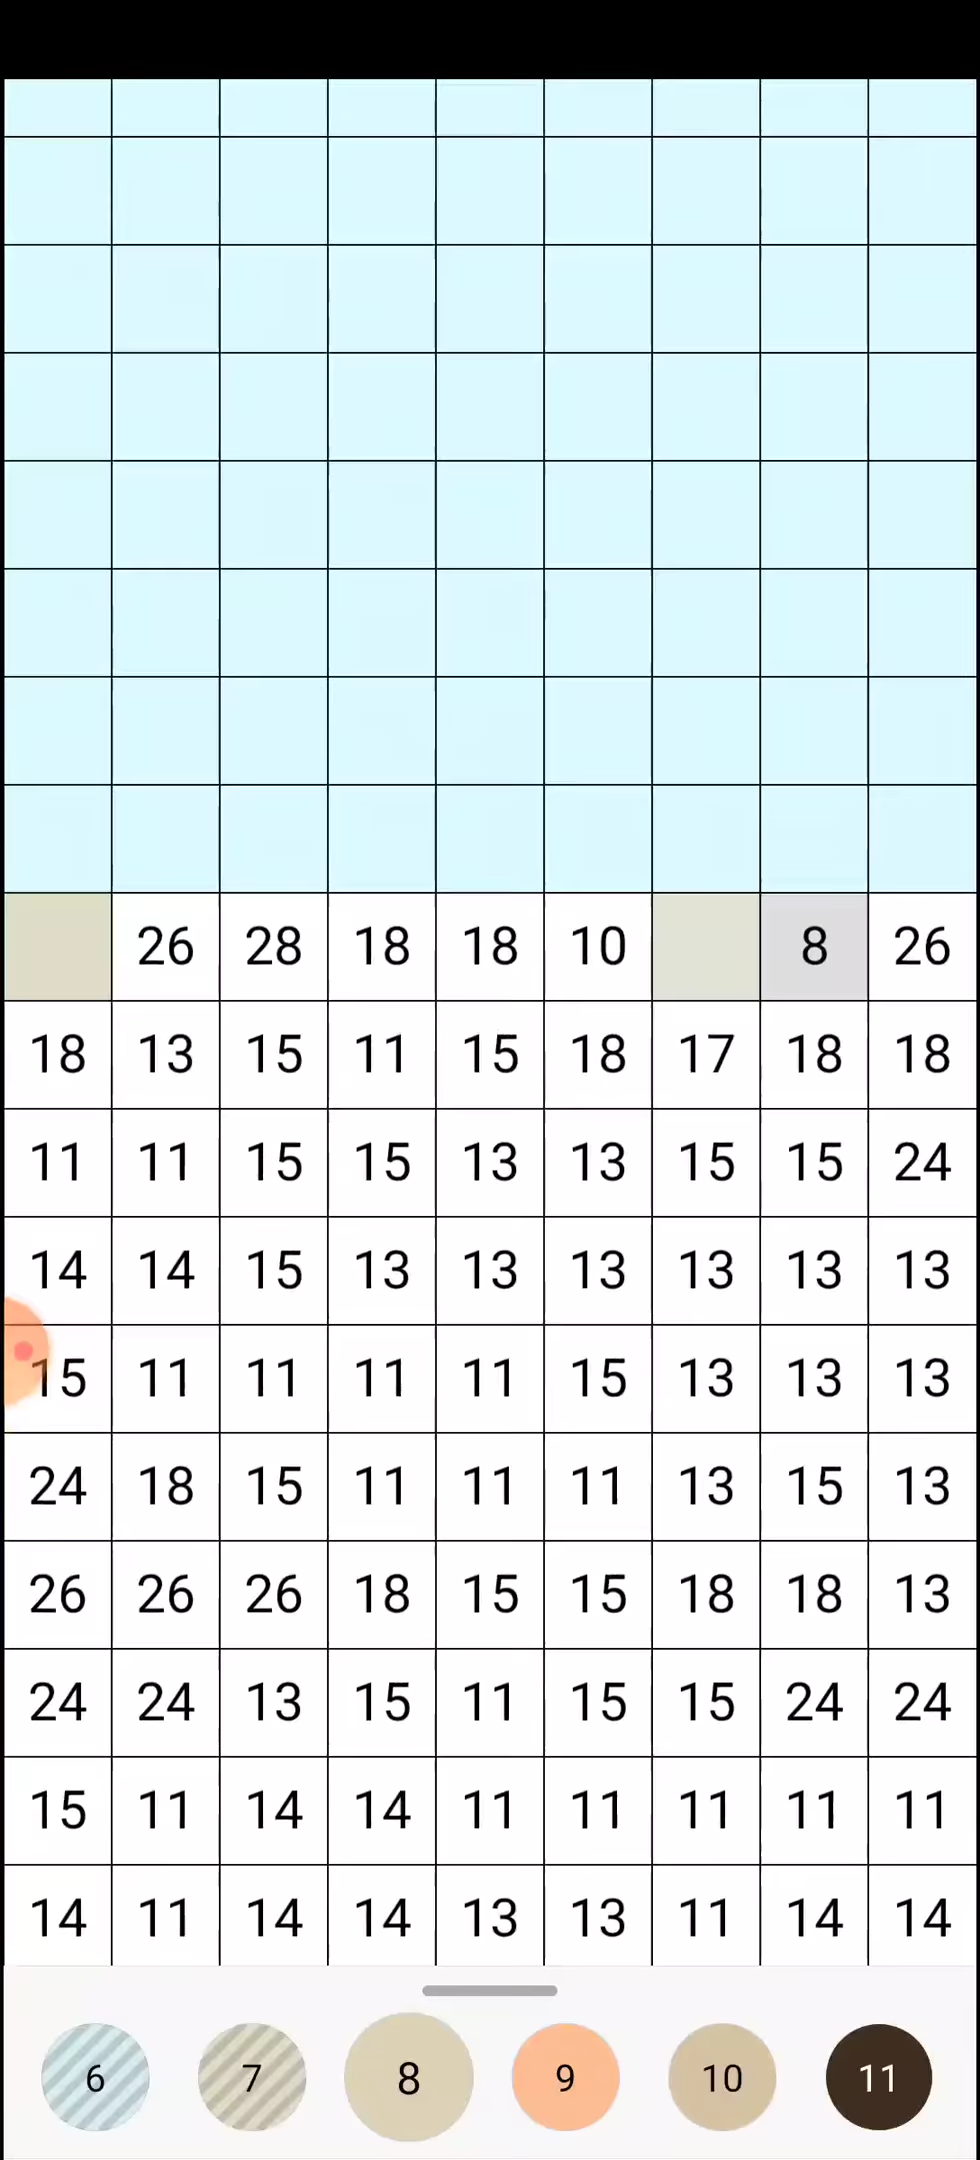 26 28 18 18 10 8 26
18 13 15 11 15 18 17 18 18
11 11 15 15 13 13 15 15 24
14 14 15 13 13 13 13 13 13
15 11 11 11 11 15 13 13 13
24 18 15 11 11 11 13 15 13
26 26 26 18 15 15 18 18 13
24 24 13 15 11 15 15 24 24
15 11 14 14 11 11 11 11 11
14 11 14 14 13 13 11 14 14
6 7 8 9 10 11